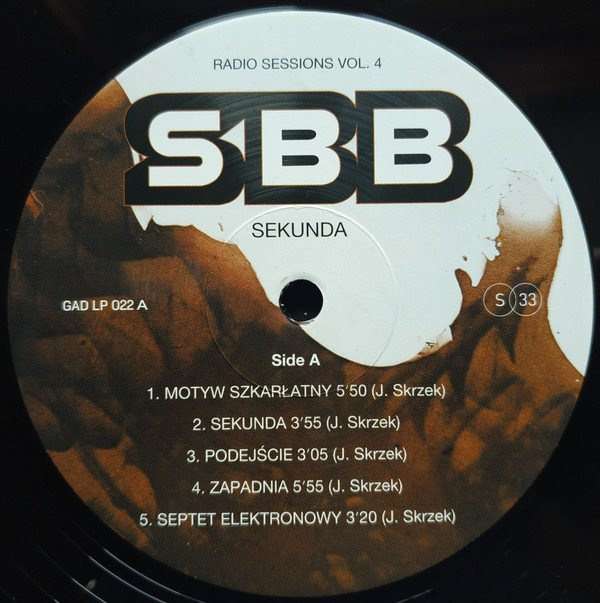 RADIO SESSIONS VOL. 4
SBB
SEKUNDA
GAD LP 022 A
S 33
Side A
1. MOTYW SZKARŁATNY 5'50 (J. Skrzek)
2. SEKUNDA 3'55 (J. Skrzek)
3. PODEJŚCIE 3'05 (J. Skrzek)
4. ZAPADNIA 5'55 (J. Skrzek)
5. SEPTET ELEKTRONOWY 3'20 (J. Skrzek)